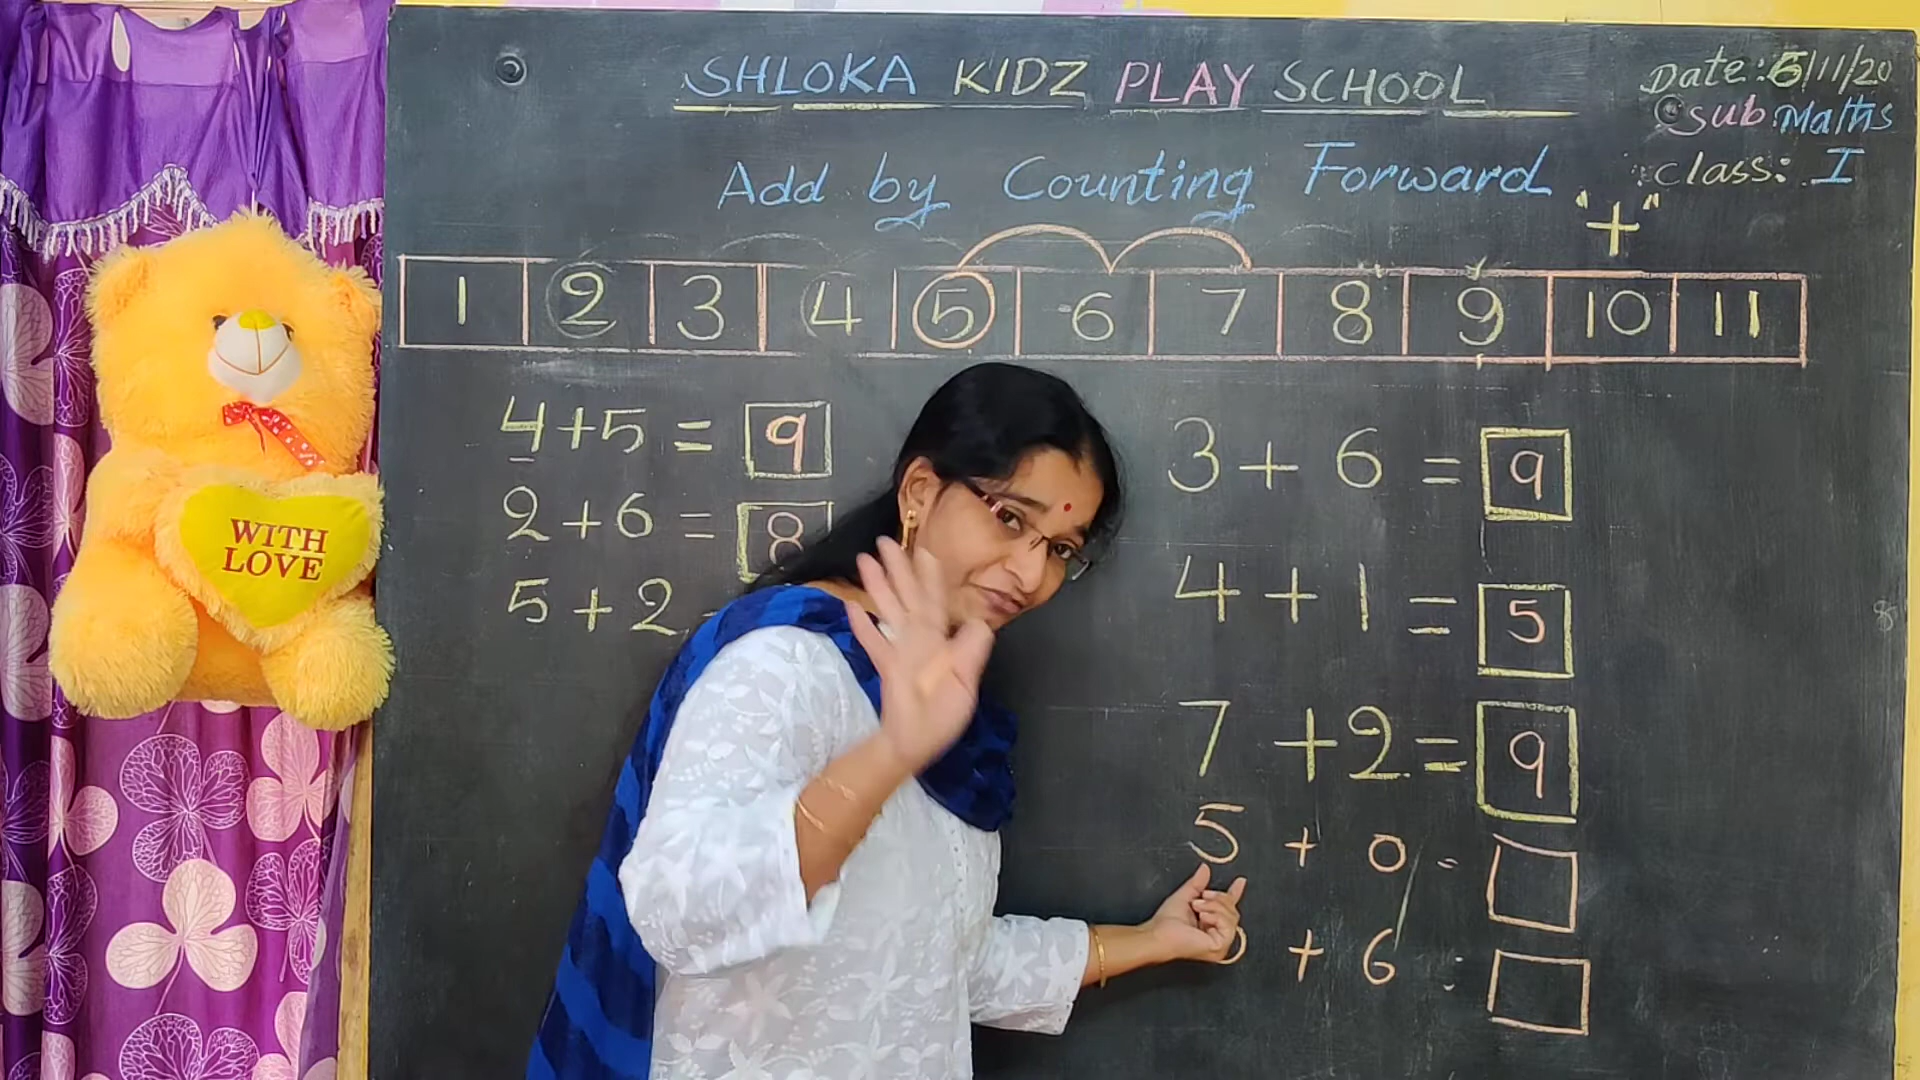 SHLOKA KIDZ PLAY SCHOOL
Date: 6/11/20
Sub: Maths
Class: I
Add by Counting Forward "+"
1 2 3 4 5 6 7 8 9 10 11
4+5 = 9
2+6 = 8
5+2
3 + 6 = 9
4 + 1 = 5
7 + 2 = 9
5 + 0 =
+ 6 :
WITH
LOVE